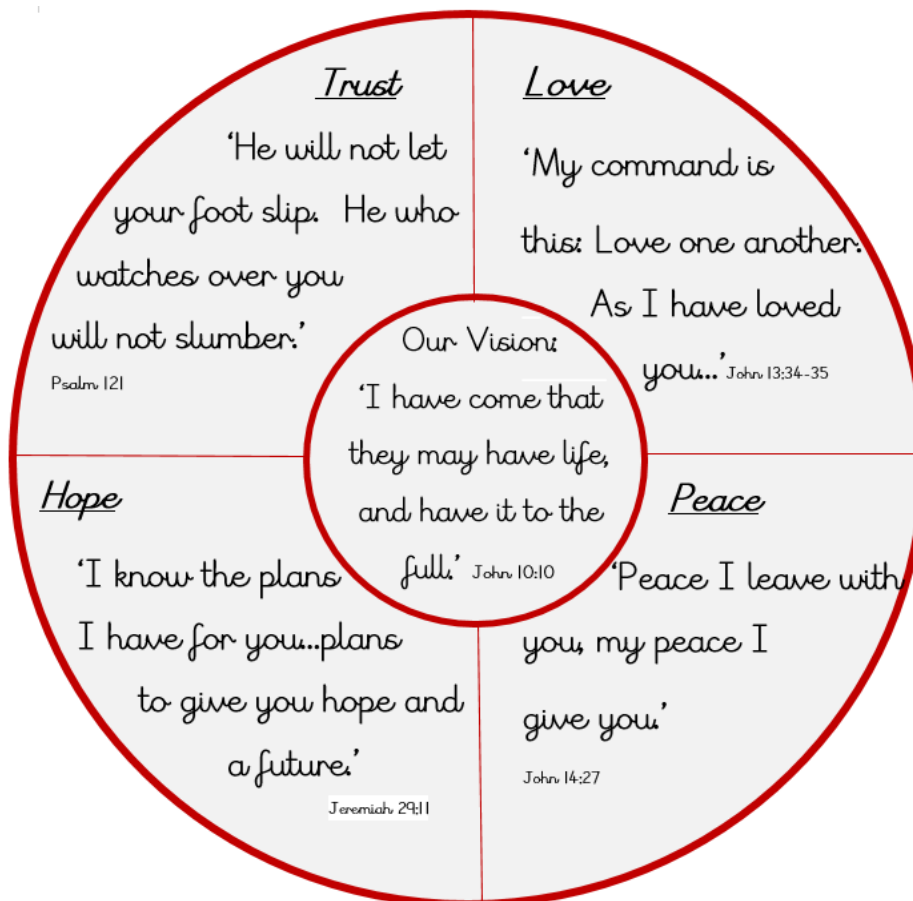 Trust
‘He will not let
your foot slip. He who
watches over you
will not slumber.’
Psalm 121
Love
‘My command is
this: Love one another.
As I have loved
you...’ John 13:34-35
Our Vision:
‘I have come that
they may have life,
and have it to the
full.’ John 10:10
Hope
‘I know the plans
I have for you...plans
to give you hope and
a future.’
Jeremiah 29:11
Peace
‘Peace I leave with
you, my peace I
give you.’
John 14:27